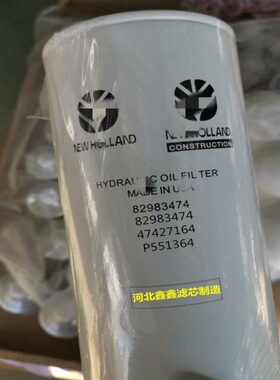 NEW HOLLAND
NEW HOLLAND
CONSTRUCTION
HYDRAULIC OIL FILTER
MADE IN USA
82983474
82983474
47427164
P551364
河北鑫鑫滤芯制造